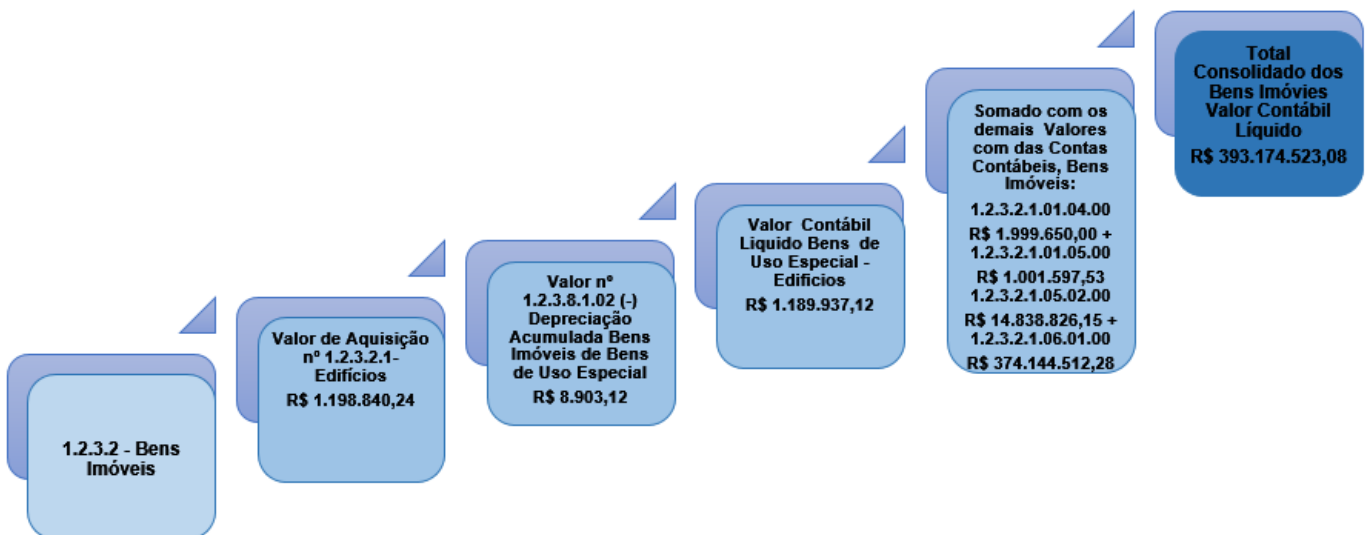 1.2.3.2 - Bens
Imóveis
Valor de Aquisição
nº 1.2.3.2.1-
Edifícios
R$ 1.198.840,24
Valor nº
1.2.3.8.1.02 (-)
Depreciação
Acumulada Bens
Imóveis de Bens
de Uso Especial
R$ 8.903,12
Valor Contábil
Liquido Bens de
Uso Especial -
Edificios
R$ 1.189.937,12
Somado com os
demais Valores
com das Contas
Contábeis, Bens
Imóveis:
1.2.3.2.1.01.04.00
R$ 1.999.650,00 +
1.2.3.2.1.01.05.00
R$ 1.001.597,53
1.2.3.2.1.05.02.00
R$ 14.838.826,15 +
1.2.3.2.1.06.01.00
R$ 374.144.512,28
Total
Consolidado dos
Bens Imóvies
Valor Contábil
Líquido
R$ 393.174.523,08